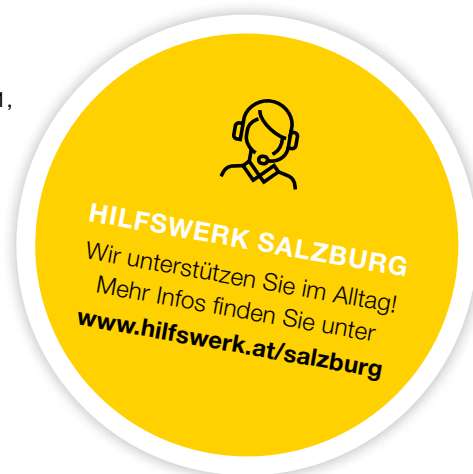 HILFSWERK SALZBURG
Wir unterstützen Sie im Alltag!
Mehr Infos finden Sie unter
www.hilfswerk.at/salzburg